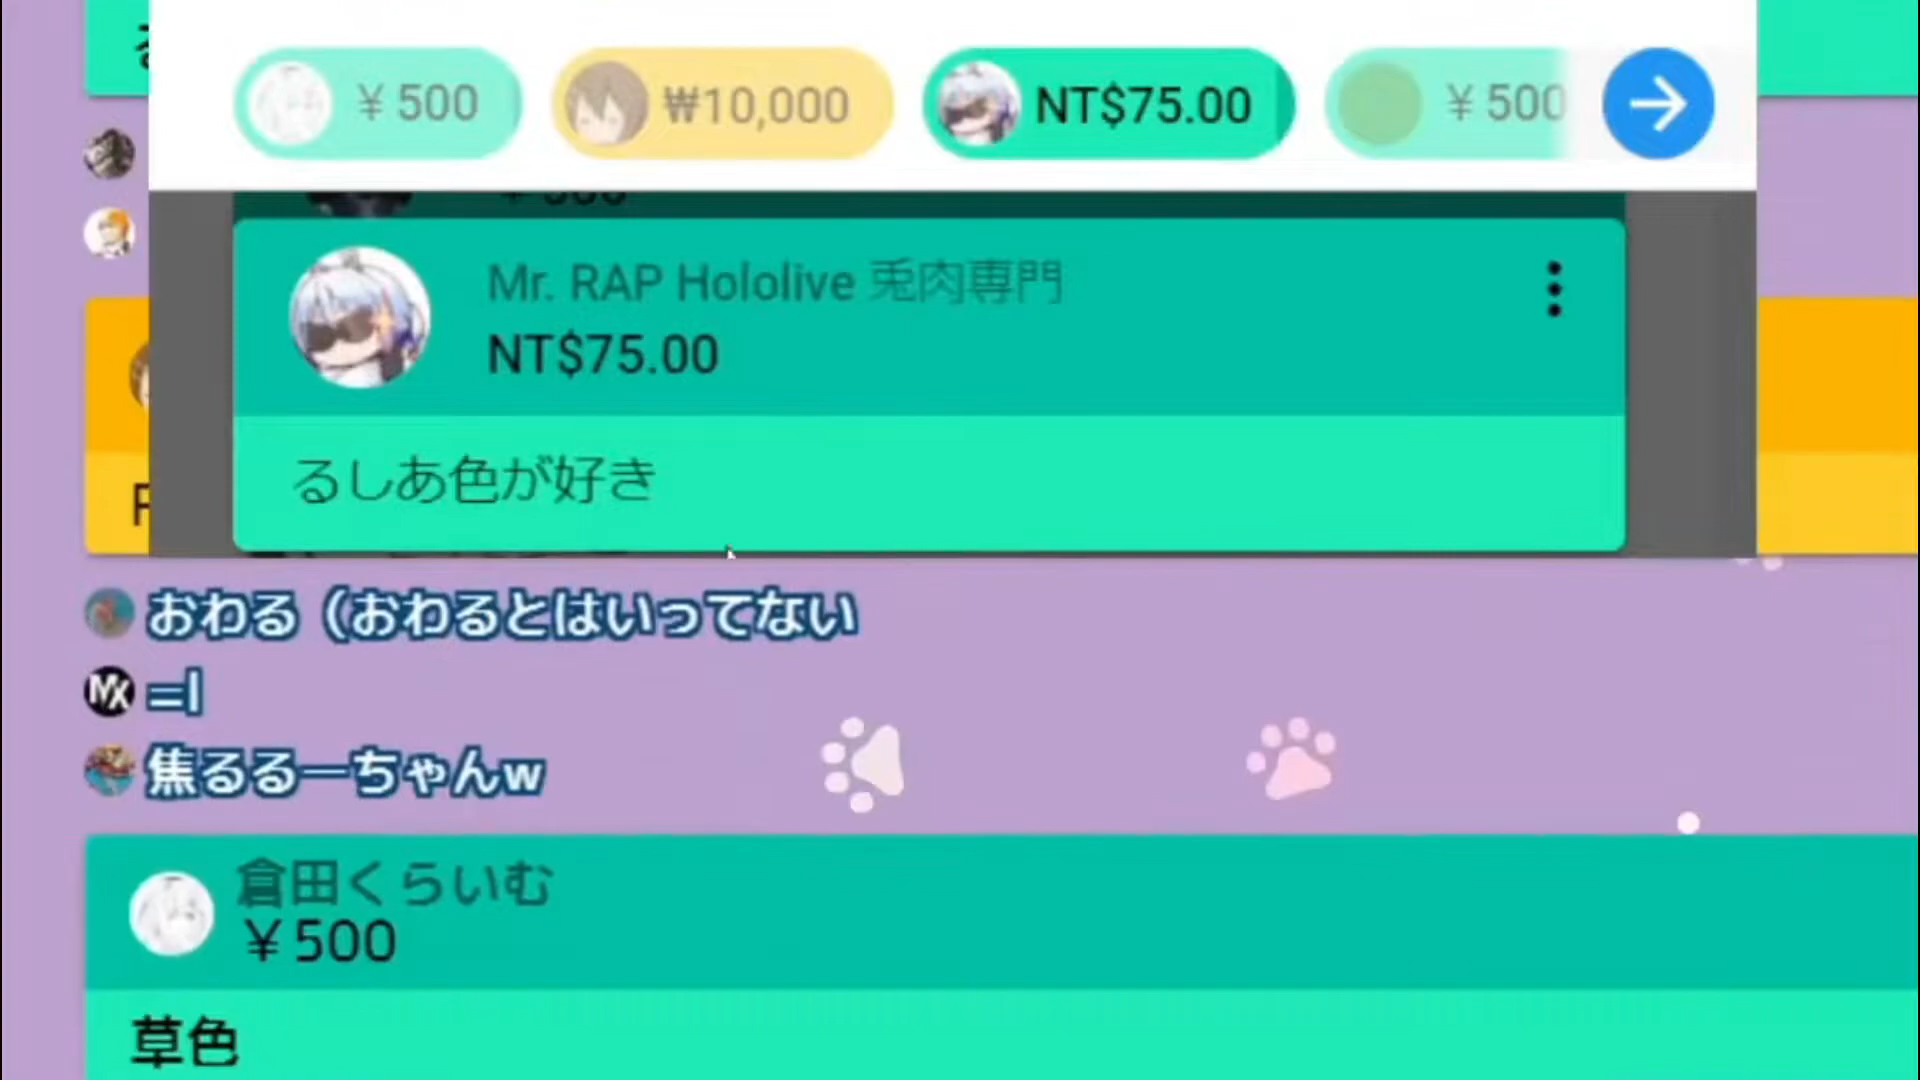 ¥500
₩10,000
NT$75.00
¥500
Mr. RAP Hololive 兎肉専門
NT$75.00
るしあ色が好き
おわる（おわるとはいってない
MX =l
焦るるーちゃんw
倉田くらいむ
¥500
草色